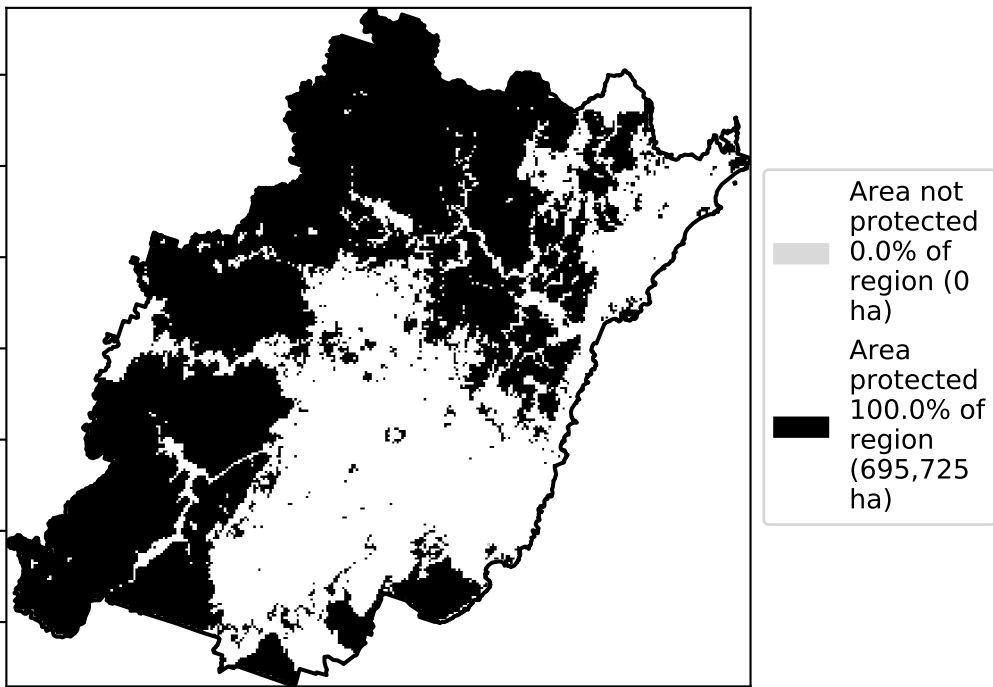 Area not
protected
0.0% of
region (0
ha)
Area
protected
100.0% of
region
(695,725
ha)